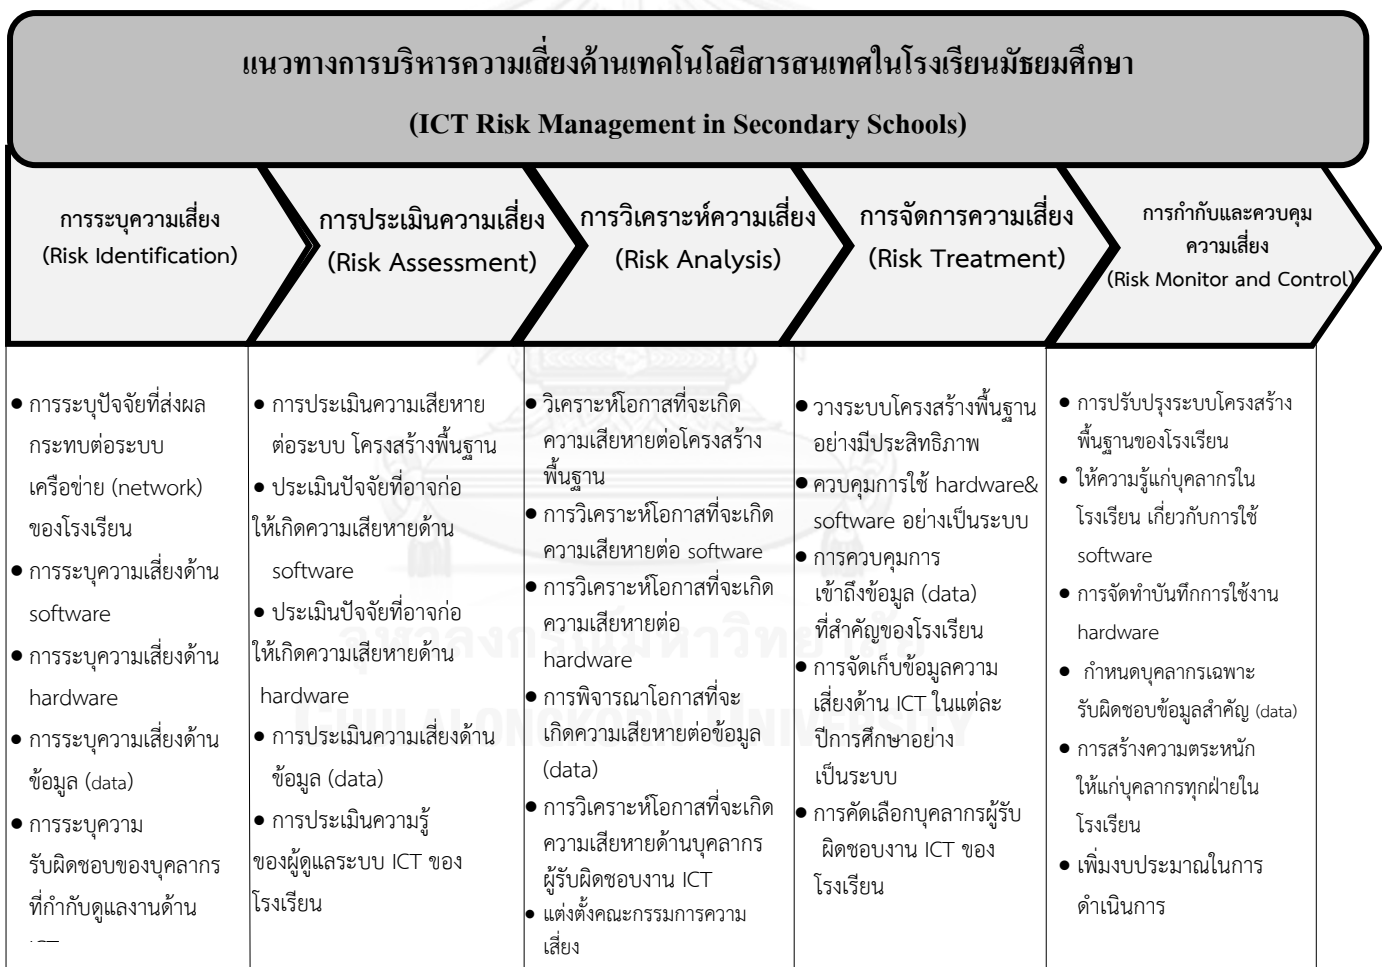 แนวทางการบริหารความเสี่ยงด้านเทคโนโลยีสารสนเทศในโรงเรียนมัธยมศึกษา
(ICT Risk Management in Secondary Schools)
การระบุความเสี่ยง
(Risk Identification)
การประเมินความเสี่ยง
(Risk Assessment)
การวิเคราะห์ความเสี่ยง
(Risk Analysis)
การจัดการความเสี่ยง
(Risk Treatment)
การกำกับและควบคุม
ความเสี่ยง
(Risk Monitor and Control)
● การระบุปัจจัยที่ส่งผล
กระทบต่อระบบ
เครือข่าย (network)
ของโรงเรียน
● การระบุความเสี่ยงด้าน
software
● การระบุความเสี่ยงด้าน
hardware
● การระบุความเสี่ยงด้าน
ข้อมูล (data)
● การระบุความ
รับผิดชอบของบุคลากร
ที่กำกับดูแลงานด้าน
● การประเมินความเสียหาย
ต่อระบบ โครงสร้างพื้นฐาน
● ประเมินปัจจัยที่อาจก่อ
ให้เกิดความเสียหายด้าน
software
● ประเมินปัจจัยที่อาจก่อ
ให้เกิดความเสียหายด้าน
hardware
● การประเมินความเสี่ยงด้าน
ข้อมูล (data)
● การประเมินความรู้
ของผู้ดูแลระบบ ICT ของ
โรงเรียน
● วิเคราะห์โอกาสที่จะเกิด
ความเสียหายต่อโครงสร้าง
พื้นฐาน
● การวิเคราะห์โอกาสที่จะเกิด
ความเสียหายต่อ software
● การวิเคราะห์โอกาสที่จะเกิด
ความเสียหายต่อ
hardware
● การพิจารณาโอกาสที่จะ
เกิดความเสียหายต่อข้อมูล
(data)
● การวิเคราะห์โอกาสที่จะเกิด
ความเสียหายด้านบุคลากร
ผู้รับผิดชอบงาน ICT
● แต่งตั้งคณะกรรมการความ
เสี่ยง
● วางระบบโครงสร้างพื้นฐาน
อย่างมีประสิทธิภาพ
● ควบคุมการใช้ hardware&
software อย่างเป็นระบบ
● การควบคุมการ
เข้าถึงข้อมูล (data)
ที่สำคัญของโรงเรียน
● การจัดเก็บข้อมูลความ
เสี่ยงด้าน ICT ในแต่ละ
ปีการศึกษาอย่าง
เป็นระบบ
● การคัดเลือกบุคลากรผู้รับ
ผิดชอบงาน ICT ของ
โรงเรียน
● การปรับปรุงระบบโครงสร้าง
พื้นฐานของโรงเรียน
● ให้ความรู้แก่บุคลากรใน
โรงเรียน เกี่ยวกับการใช้
software
● การจัดทำบันทึกการใช้งาน
hardware
● กำหนดบุคลากรเฉพาะ
รับผิดชอบข้อมูลสำคัญ (data)
● การสร้างความตระหนัก
ให้แก่บุคลากรทุกฝ่ายใน
โรงเรียน
● เพิ่มงบประมาณในการ
ดำเนินการ
จุฬาลงกรณ์มหาวิทยาลัย
CHULALONGKORN UNIVERSITY